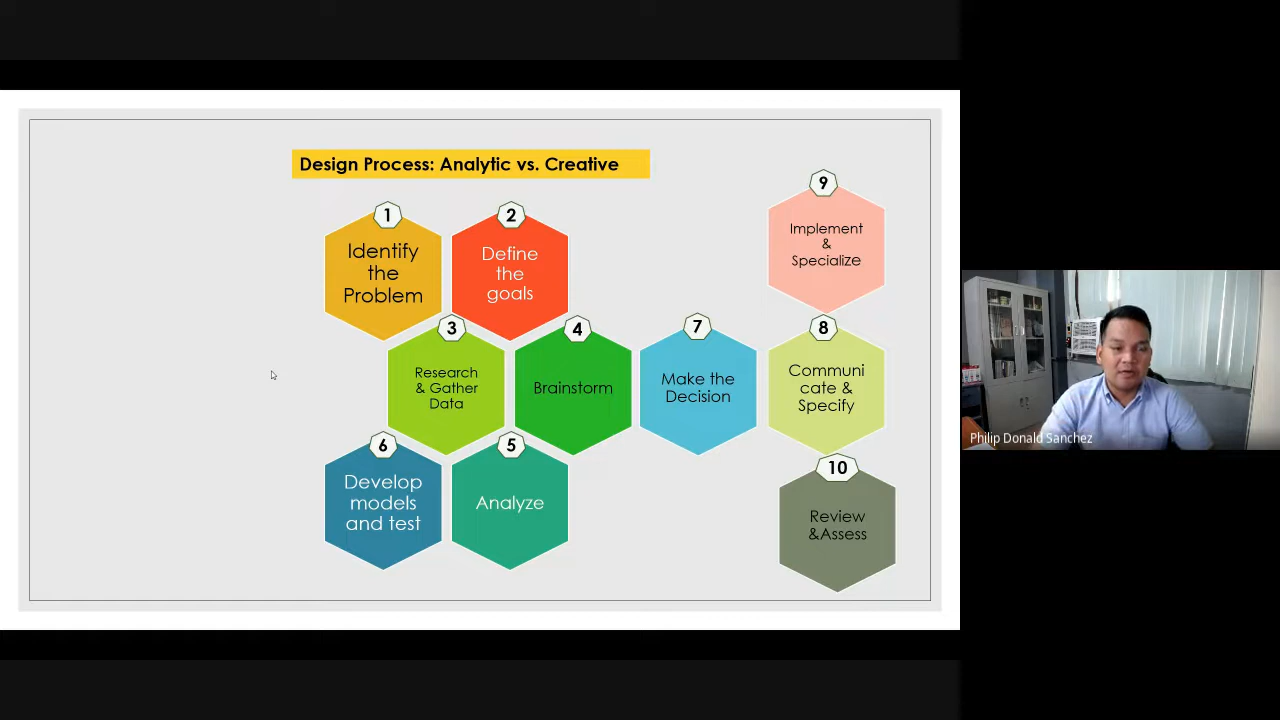 Design Process: Analytic vs. Creative
1
Identify
the
Problem
2
Define
the
goals
3
Research
& Gather
Data
4
Brainstorm
5
Analyze
6
Develop
models
and test
7
Make the
Decision
8
Communi
cate &
Specify
9
Implement
&
Specialize
10
Review
&Assess
Philip Donald Sanchez